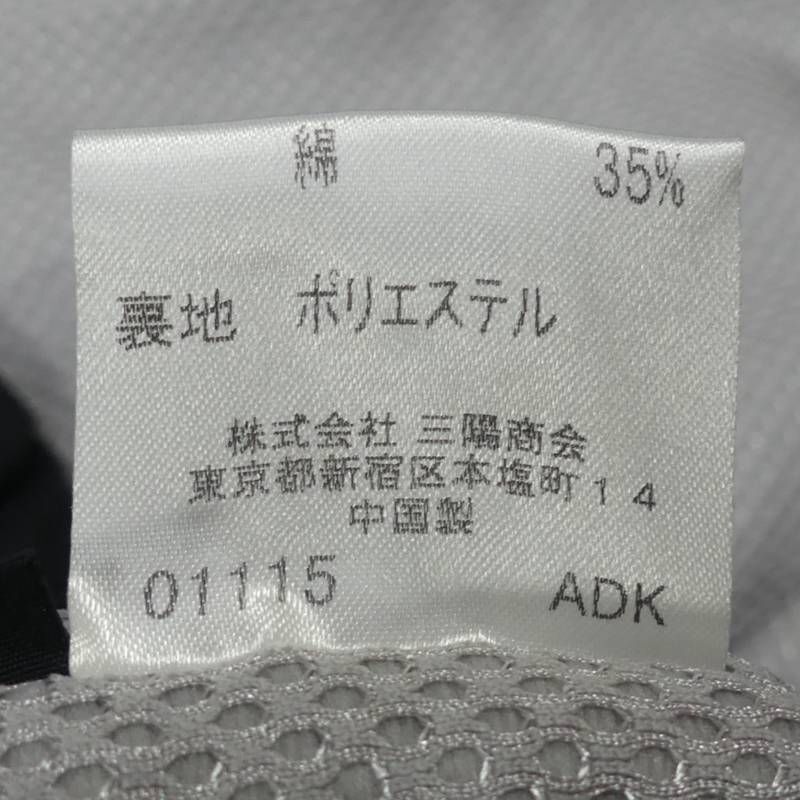 綿 35%
裏地 ポリエステル
株式会社 三陽商会
東京都新宿区本塩町14
中国製
01115 ADK